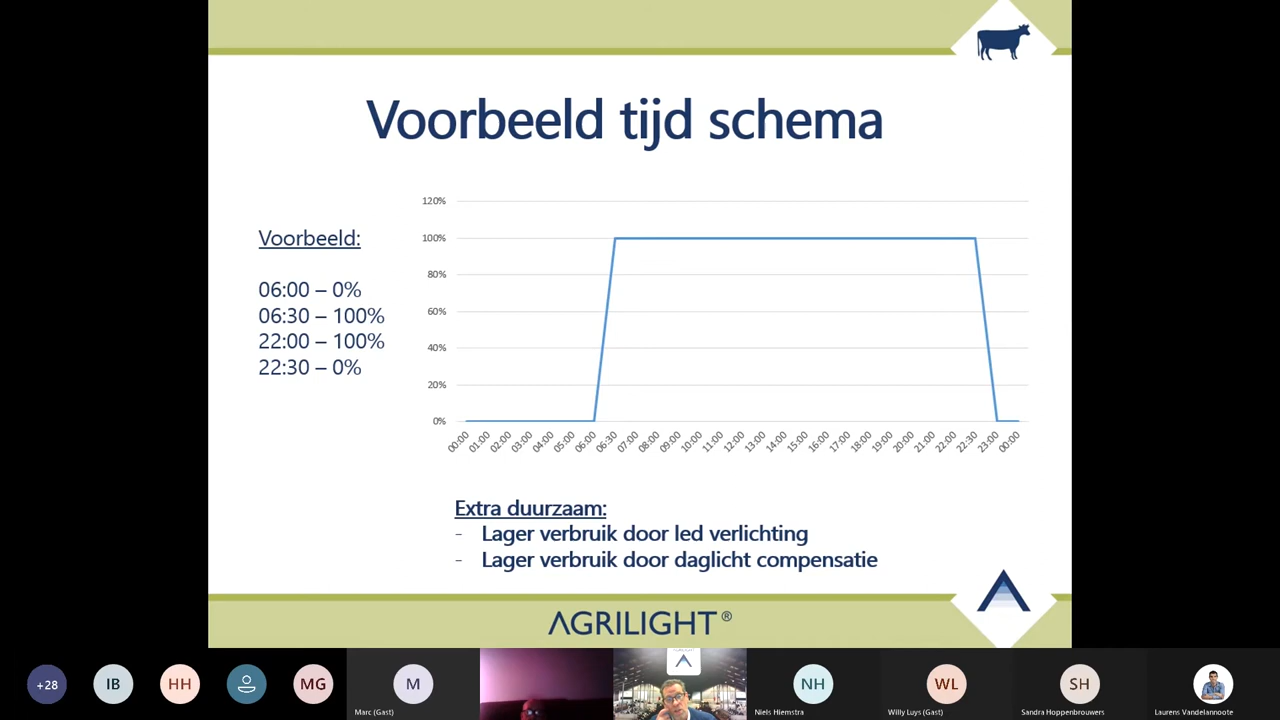 Voorbeeld tijd schema
Voorbeeld:
06:00 – 0%
06:30 – 100%
22:00 – 100%
22:30 – 0%
120%
100%
80%
60%
40%
20%
0%
00:00 01:00 02:00 03:00 04:00 05:00 06:00 06:30 07:00 08:00 09:00 10:00 11:00 12:00 13:00 14:00 15:00 16:00 17:00 18:00 19:00 20:00 21:00 22:00 22:30 23:00 00:00
Extra duurzaam:
- Lager verbruik door led verlichting
- Lager verbruik door daglicht compensatie
AGRILIGHT®
+28 IB HH MG M NH WL SH
Marc (Gast) Niels Hiemstra Willy Luys (Gast) Sandra Hoppenbrouwers Laurens Vandelannoote